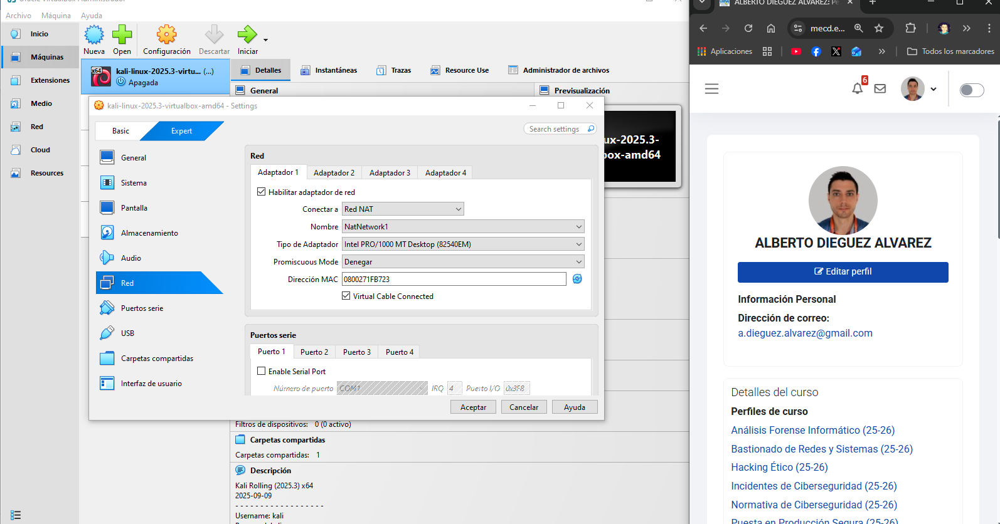 Oracle VirtualBox Administrador
Archivo Máquina Ayuda
Inicio
Máquinas
Extensiones
Medio
Red
Cloud
Resources
Nueva Open Configuración Descartar Iniciar
x64 kali-linux-2025.3-virtu... (...)
Apagada
Detalles Instantáneas Trazas Resource Use Administrador de archivos
General
Previsualización
ux-2025.3-
box-amd64
kali-linux-2025.3-virtualbox-amd64 - Settings
Basic Expert
Search settings
General
Sistema
Pantalla
Almacenamiento
Audio
Red
Puertos serie
USB
Carpetas compartidas
Interfaz de usuario
Red
Adaptador 1 Adaptador 2 Adaptador 3 Adaptador 4
Habilitar adaptador de red
Conectar a Red NAT
Nombre NatNetwork1
Tipo de Adaptador Intel PRO/1000 MT Desktop (82540EM)
Promiscuous Mode Denegar
Dirección MAC 0800271FB723
Virtual Cable Connected
Puertos serie
Puerto 1 Puerto 2 Puerto 3 Puerto 4
Enable Serial Port
Número de puerto COM1 IRQ 4 Puerto I/O 0x3F8
Aceptar Cancelar Ayuda
Filtros de dispositivos: 0 (0 activo)
Carpetas compartidas
Carpetas compartidas: 1
Descripción
Kali Rolling (2025.3) x64
2025-09-09
- - - - - - - - - - - - - - - - - -
Username: kali
ALBERTO DIEGUEZ ALVAREZ: Pe
mecd.e...
Aplicaciones
Todos los marcadores
6
ALBERTO DIEGUEZ ALVAREZ
Editar perfil
Información Personal
Dirección de correo:
a.dieguez.alvarez@gmail.com
Detalles del curso
Perfiles de curso
Análisis Forense Informático (25-26)
Bastionado de Redes y Sistemas (25-26)
Hacking Ético (25-26)
Incidentes de Ciberseguridad (25-26)
Normativa de Ciberseguridad (25-26)
Puesta en Producción Segura (25-26)